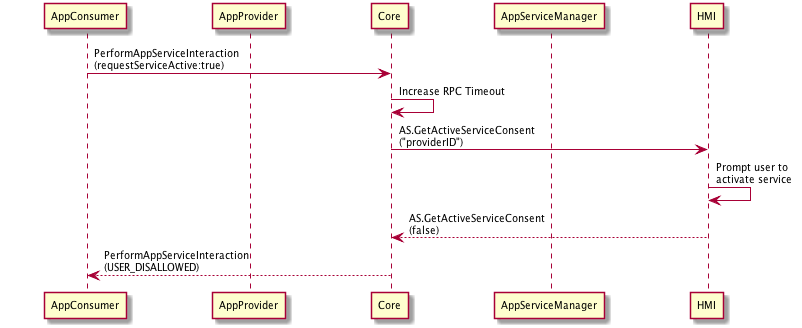 AppConsumer
AppProvider
Core
AppServiceManager
HMI
PerformAppServiceInteraction
(requestServiceActive:true)
Increase RPC Timeout
AS.GetActiveServiceConsent
("providerID")
Prompt user to
activate service
AS.GetActiveServiceConsent
(false)
PerformAppServiceInteraction
(USER_DISALLOWED)
AppConsumer
AppProvider
Core
AppServiceManager
HMI